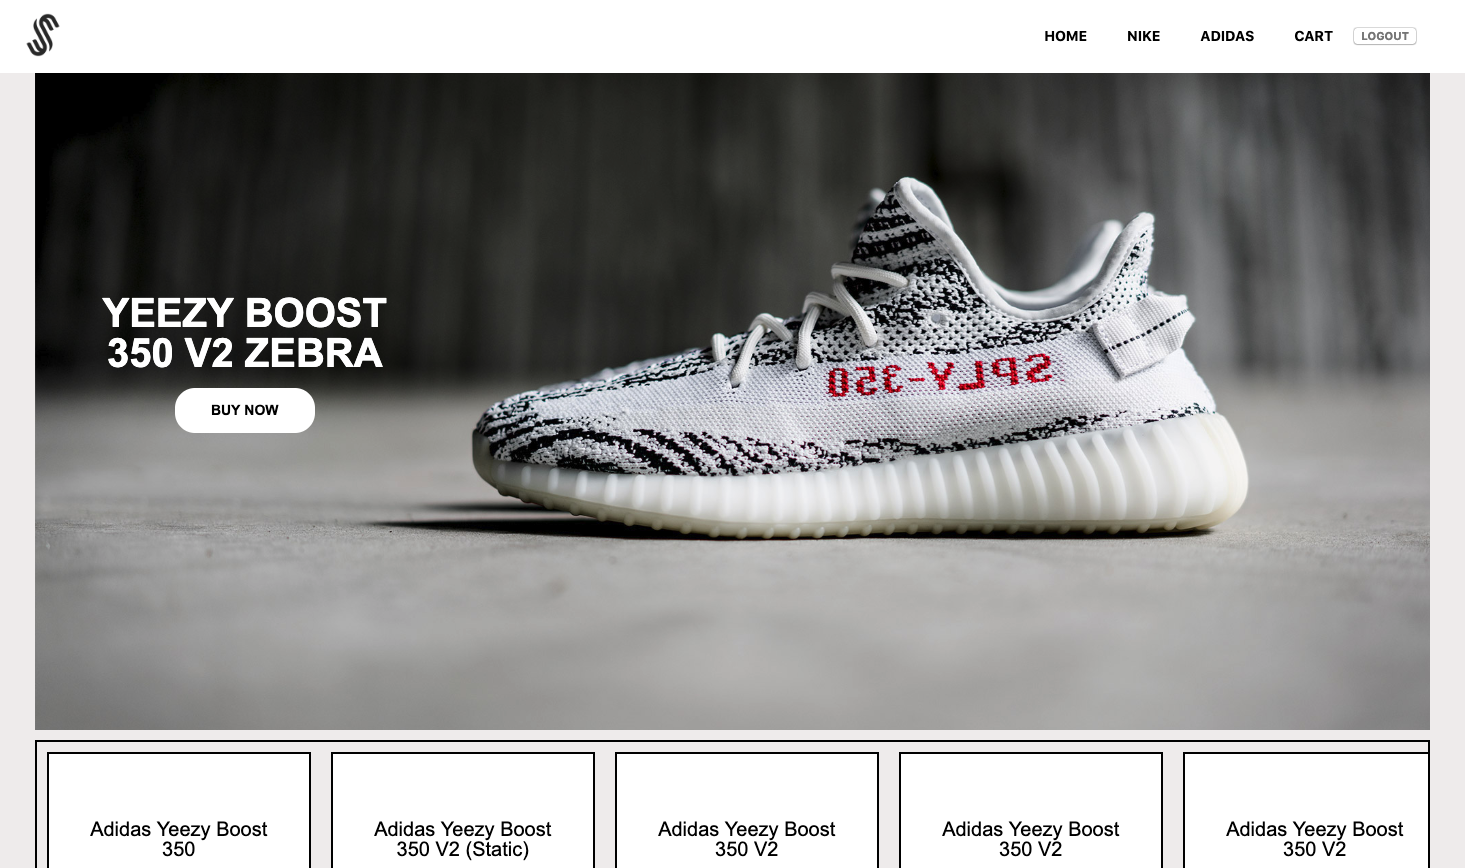 HOME NIKE ADIDAS CART LOGOUT
YEEZY BOOST
350 V2 ZEBRA
BUY NOW
SPLY-350
Adidas Yeezy Boost
350
Adidas Yeezy Boost
350 V2 (Static)
Adidas Yeezy Boost
350 V2
Adidas Yeezy Boost
350 V2
Adidas Yeezy Boost
350 V2